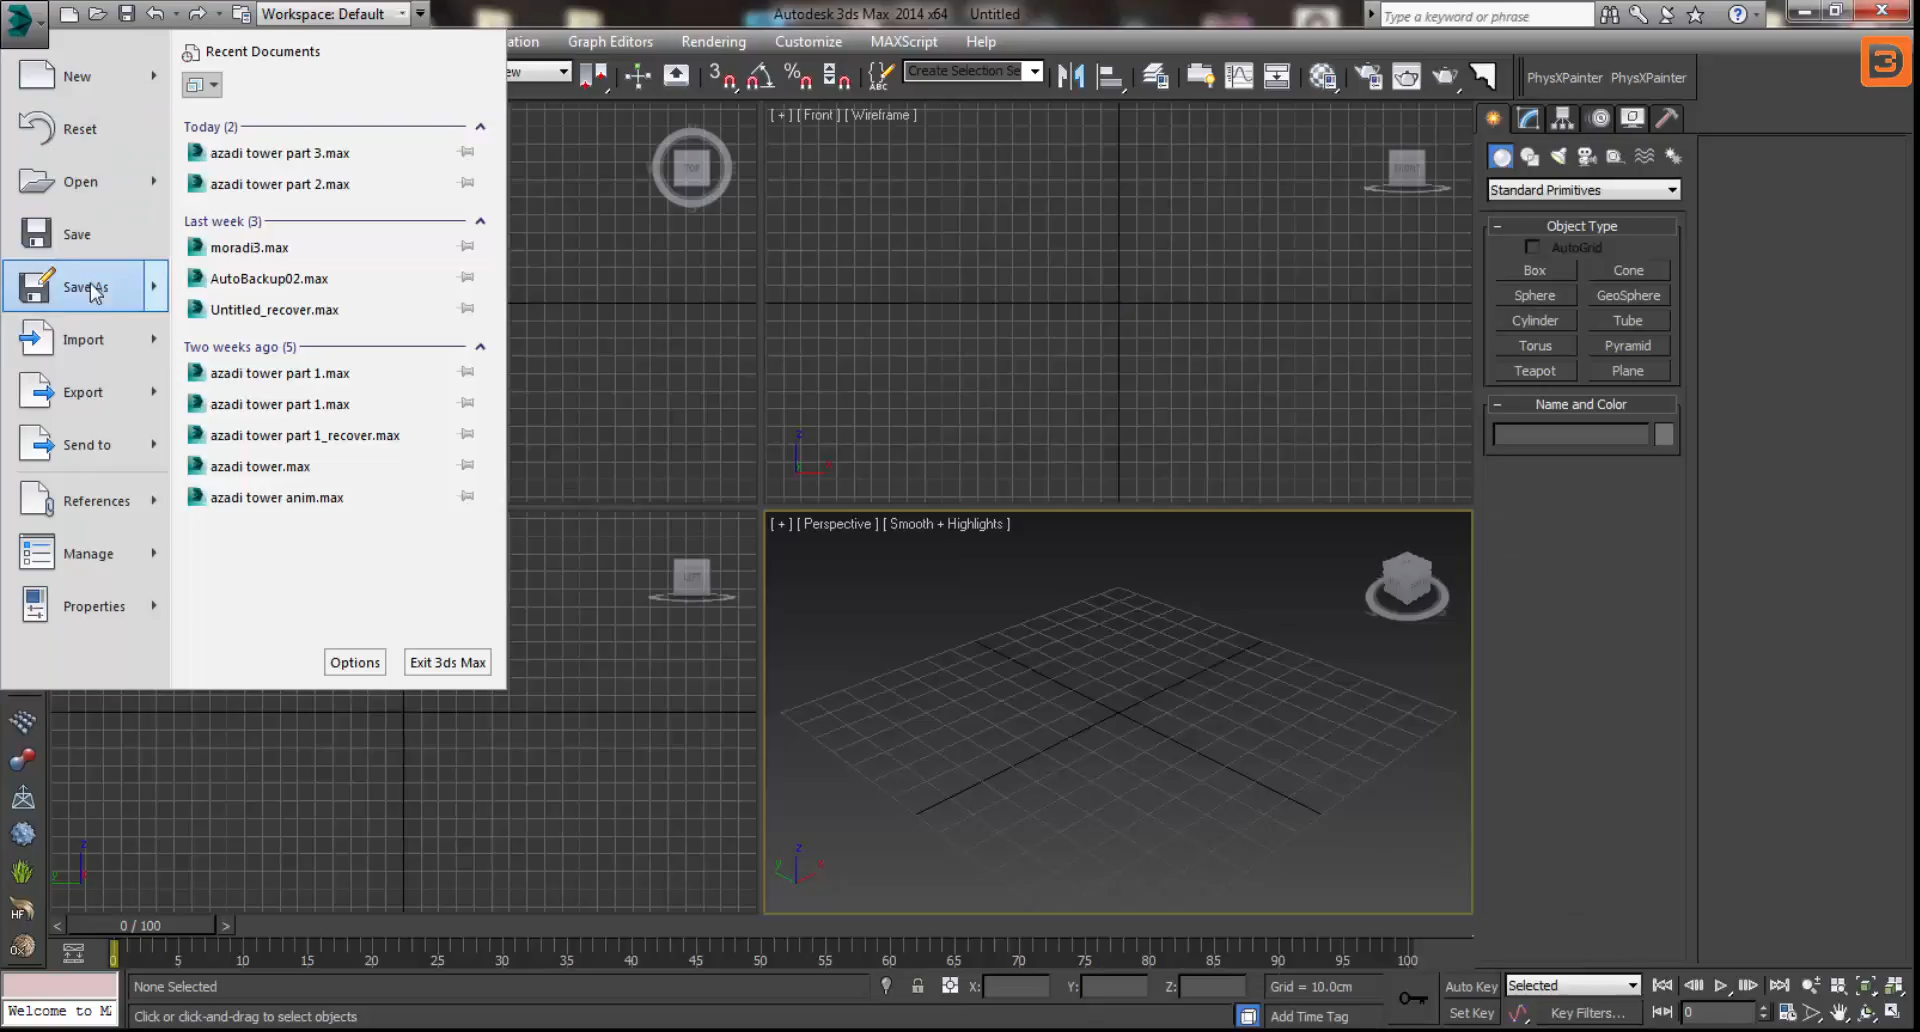 Workspace: Default
Autodesk 3ds Max 2014 x64 Untitled
Type a keyword or phrase
Graph Editors Rendering Customize MAXScript Help
Create Selection Se
ABC
PhysXPainter PhysXPainter
New
Reset
Open
Save
Save As
Import
Export
Send to
References
Manage
Properties
Recent Documents
Today (2)
azadi tower part 3.max
azadi tower part 2.max
Last week (3)
moradi3.max
AutoBackup02.max
Untitled_recover.max
Two weeks ago (5)
azadi tower part 1.max
azadi tower part 1.max
azadi tower part 1_recover.max
azadi tower.max
azadi tower anim.max
Options Exit 3ds Max
TOP
[ + ] [ Front ] [ Wireframe ]
FRONT
LEFT
[ + ] [ Perspective ] [ Smooth + Highlights ]
Standard Primitives
Object Type
AutoGrid
Box Cone
Sphere GeoSphere
Cylinder Tube
Torus Pyramid
Teapot Plane
Name and Color
HF
0 / 100
0 5 10 15 20 25 30 35 40 45 50 55 60 65 70 75 80 85 90 95 100
None Selected X: Y: Z: Grid = 10.0cm Auto Key Selected
Welcome to M
Click or click-and-drag to select objects Add Time Tag Set Key Key Filters... 0